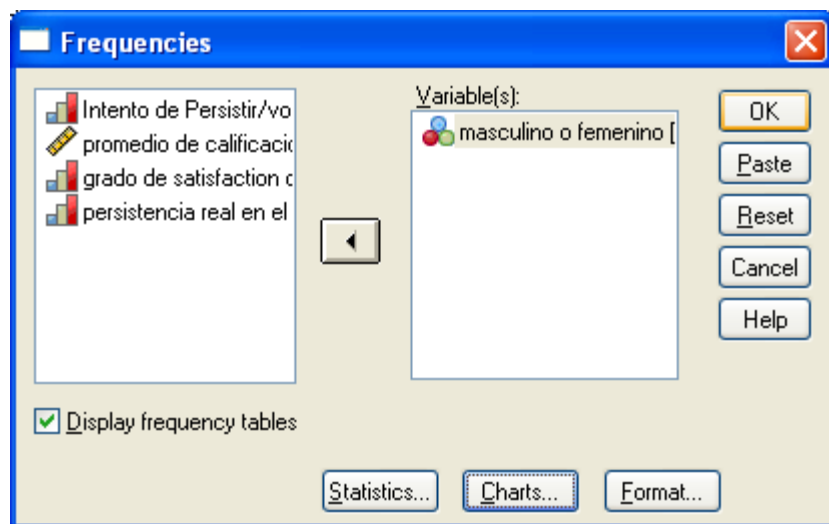 Frequencies
Intento de Persistir/vo
promedio de calificacio
grado de satisfaction c
persistencia real en el
Variable(s):
masculino o femenino [
OK
Paste
Reset
Cancel
Help
Display frequency tables
Statistics...
Charts...
Format...